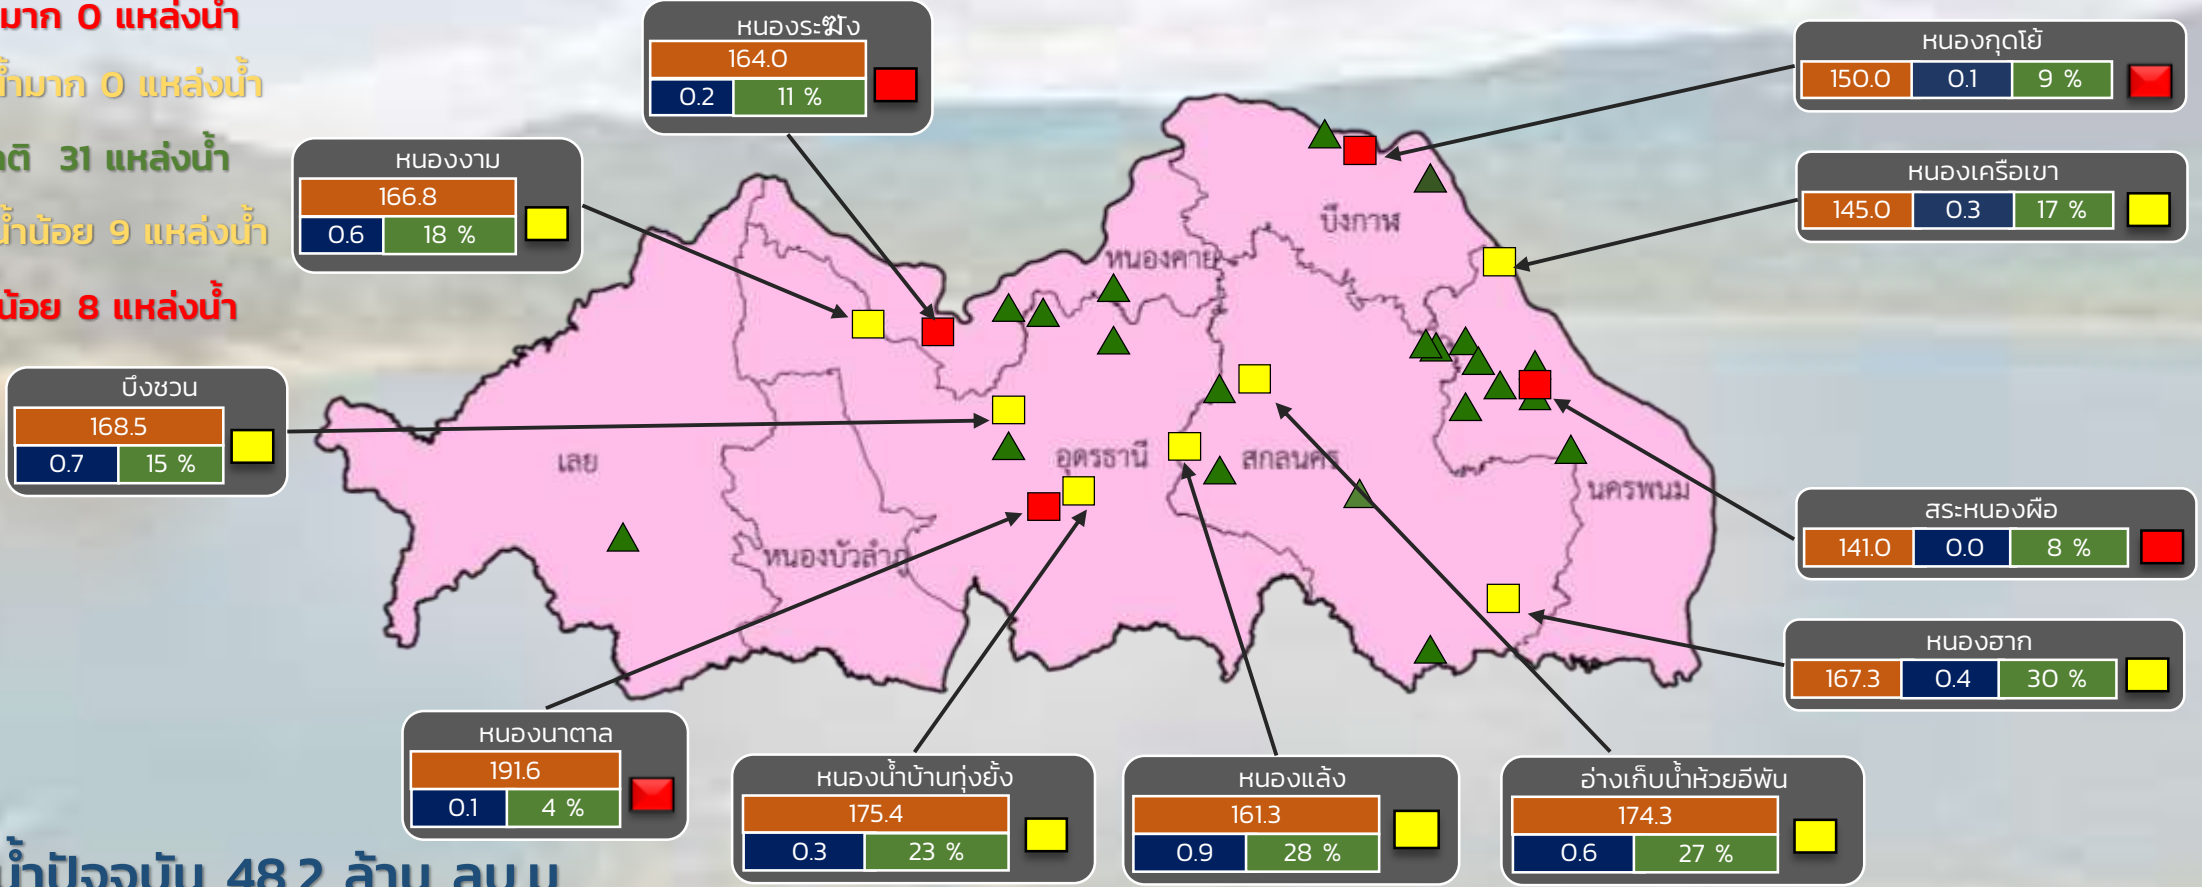 มาก 0 แหล่งน้ำ
น้ำมาก 0 แหล่งน้ำ
31 แหล่งน้ำ
น้ำน้อย 9 แหล่งน้ำ
น้อย 8 แหล่งน้ำ
หนองระฆัง
164.0
0.2 11 %
หนองงาม
166.8
0.6 18 %
บึงชวน
168.5
0.7 15 %
หนองกุดโย้
150.0 0.1 9 %
หนองเครือเขา
145.0 0.3 17 %
บึงกาฬ
หนองคาย
เลย
อุดรธานี
สกลนคร
นครพนม
หนองบัวลำภู
สระหนองผือ
141.0 0.0 8 %
หนองฮาก
167.3 0.4 30 %
หนองนาตาล
191.6
0.1 4 %
หนองน้ำบ้านทุ่งยั้ง
175.4
0.3 23 %
หนองแล้ง
161.3
0.9 28 %
อ่างเก็บน้ำห้วยอีพัน
174.3
0.6 27 %
น้ำปัจจุบัน 48.2 ล้าน ลบ.ม